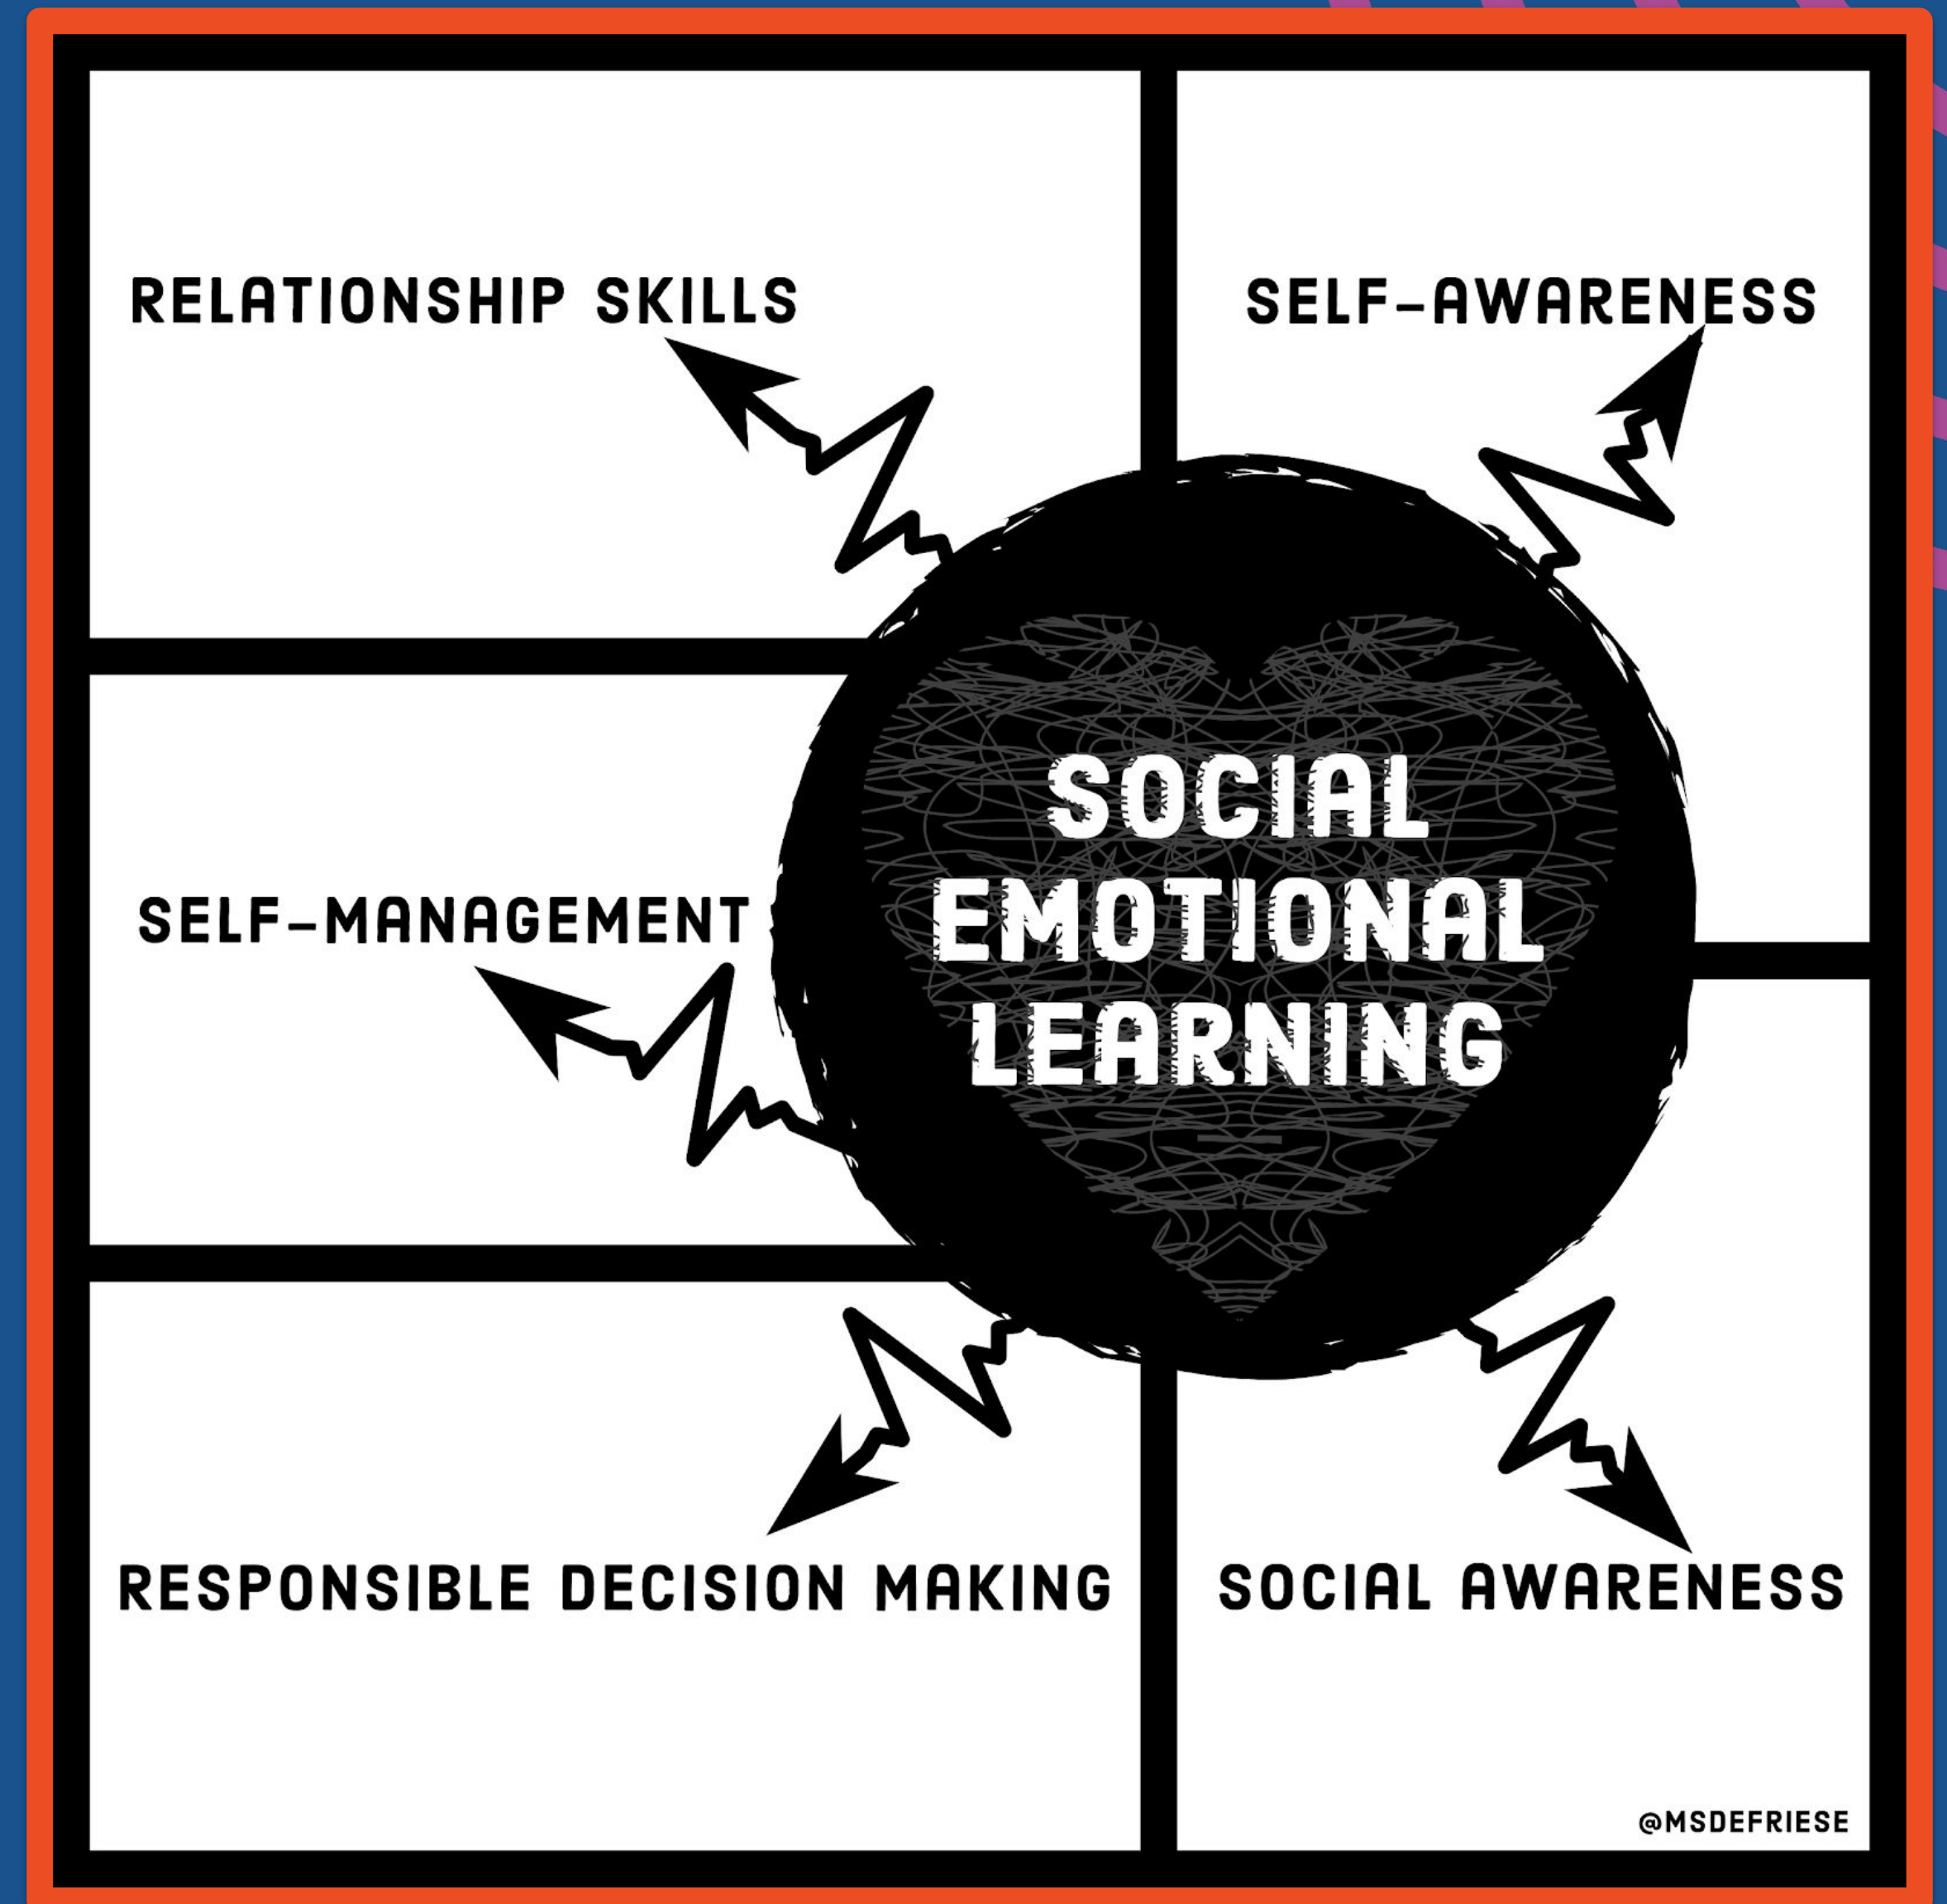 RELATIONSHIP SKILLS
SELF-AWARENESS
SOCIAL
EMOTIONAL
LEARNING
SELF-MANAGEMENT
RESPONSIBLE DECISION MAKING
SOCIAL AWARENESS
@MSDEFRIESE